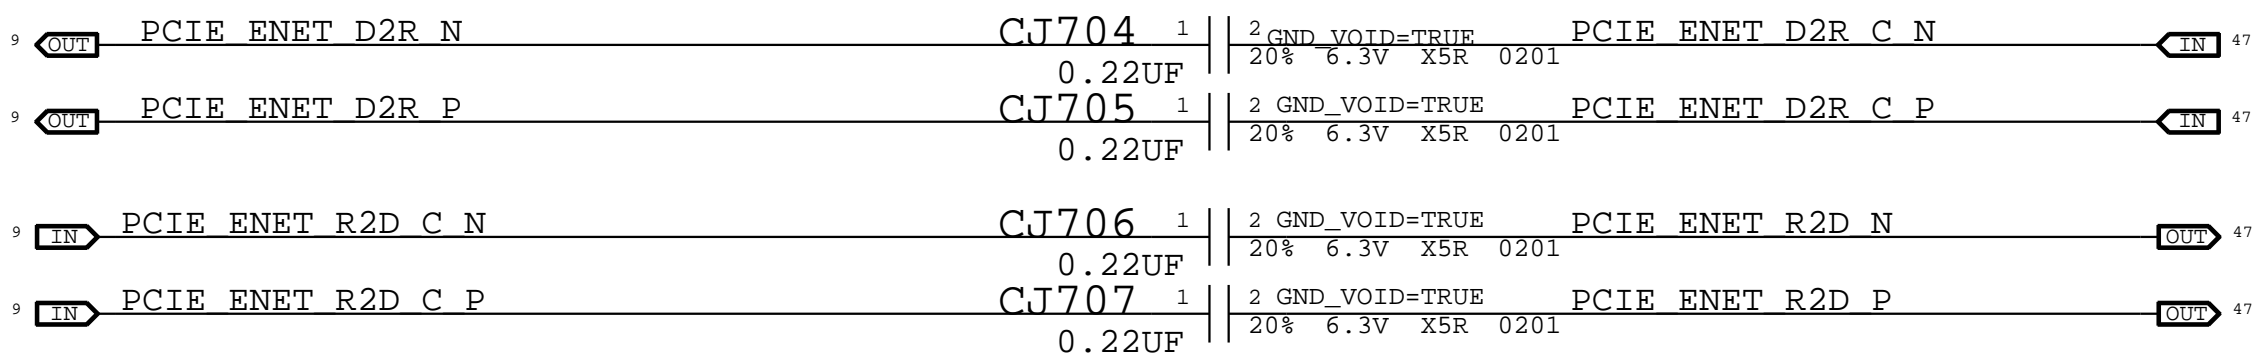 9 OUT PCIE_ENET_D2R_N CJ704 1 2 GND_VOID=TRUE PCIE_ENET_D2R_C_N IN 47
0.22UF 20% 6.3V X5R 0201
9 OUT PCIE_ENET_D2R_P CJ705 1 2 GND_VOID=TRUE PCIE_ENET_D2R_C_P IN 47
0.22UF 20% 6.3V X5R 0201
9 IN PCIE_ENET_R2D_C_N CJ706 1 2 GND_VOID=TRUE PCIE_ENET_R2D_N OUT 47
0.22UF 20% 6.3V X5R 0201
9 IN PCIE_ENET_R2D_C_P CJ707 1 2 GND_VOID=TRUE PCIE_ENET_R2D_P OUT 47
0.22UF 20% 6.3V X5R 0201